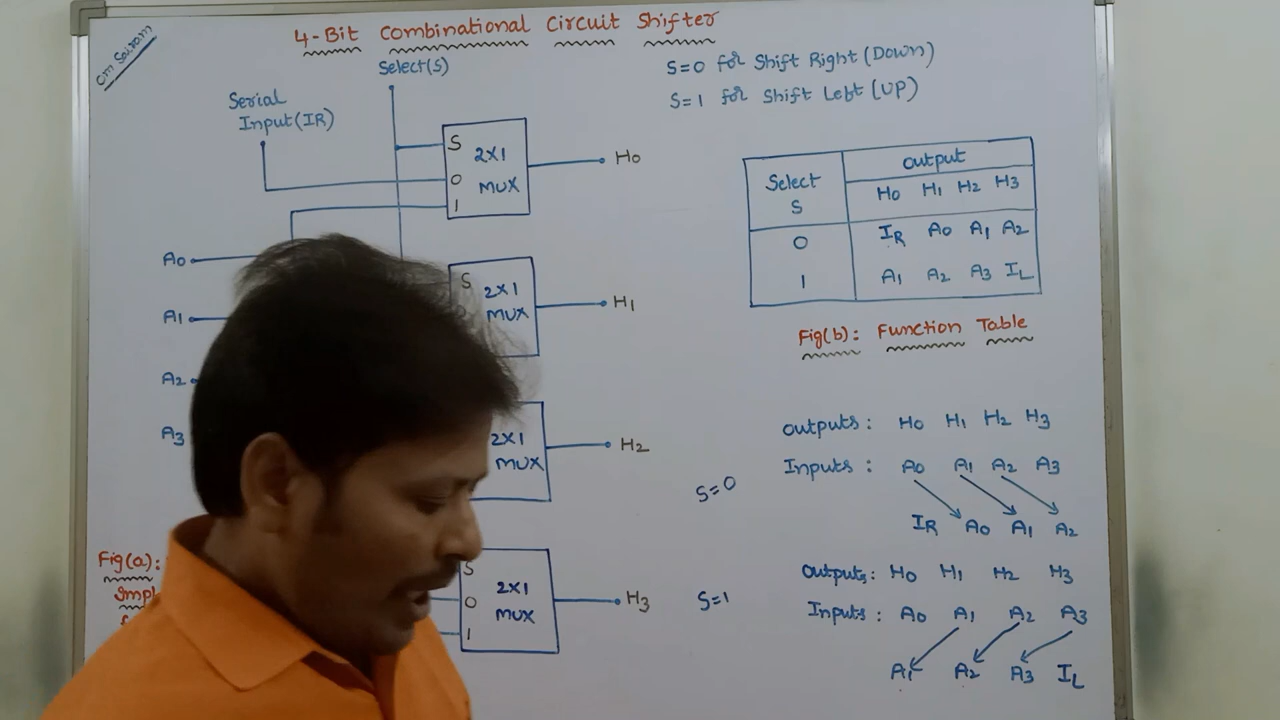 Om Sairam
4-Bit Combinational Circuit Shifter
Select(S)
Serial
Input(IR)
S
0
1
2X1
MUX
H0
A0
A1
A2
A3
S
2X1
MUX
H1
2X1
MUX
H2
S
0
1
2X1
MUX
H3
Fig(a):
S=0 for Shift Right (Down)
S=1 for Shift Left (UP)
Select
S
output
H0 H1 H2 H3
0 IR A0 A1 A2
1 A1 A2 A3 IL
Fig(b): Function Table
S=0
outputs: H0 H1 H2 H3
Inputs: A0 A1 A2 A3
IR A0 A1 A2
S=1
outputs: H0 H1 H2 H3
Inputs: A0 A1 A2 A3
A1 A2 A3 IL